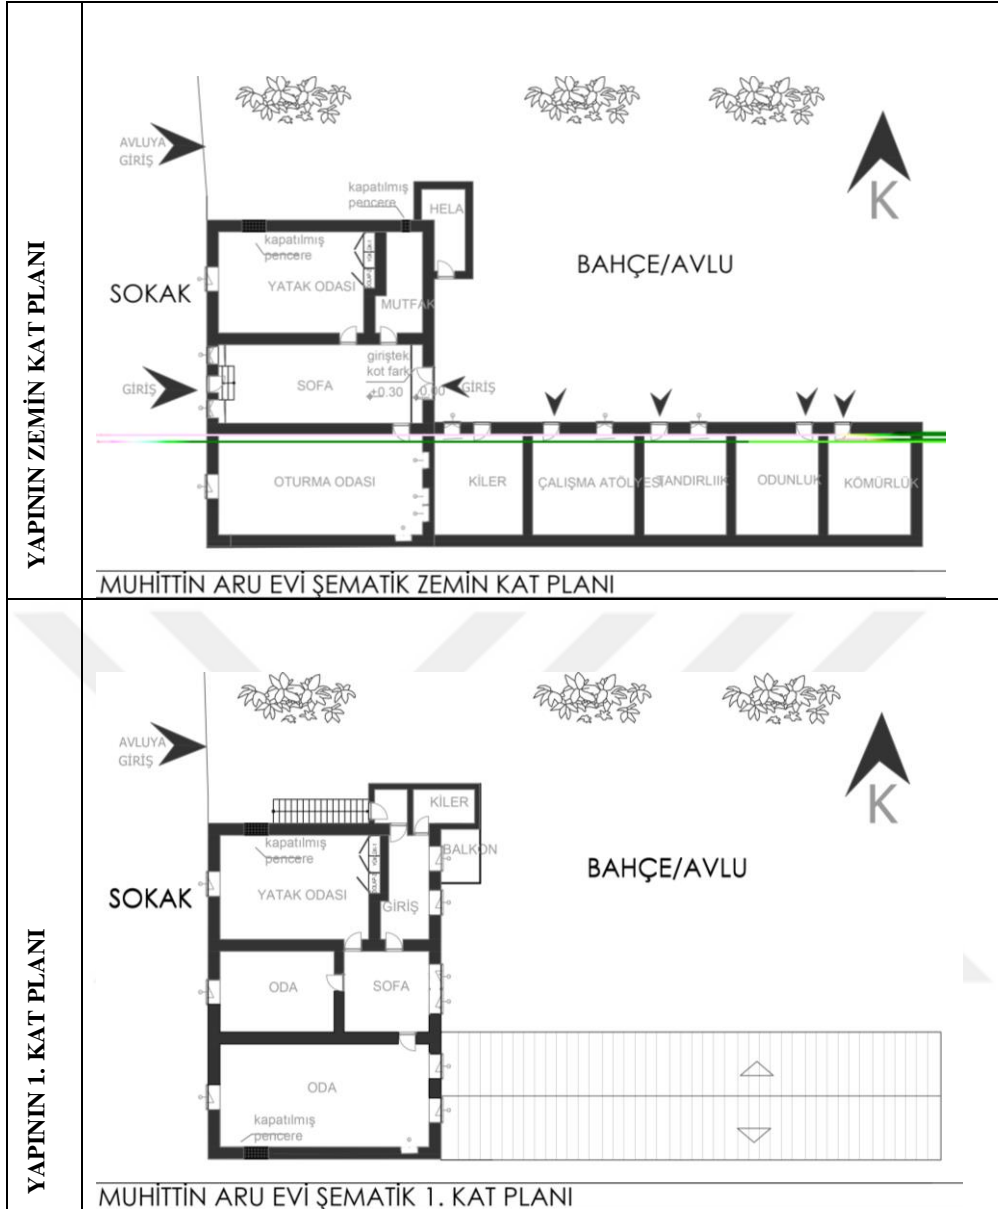 YAPININ ZEMİN KAT PLANI
AVLUYA
GİRİŞ
kapatılmış
pencere
HELA
K
kapatılmış
pencere
BAHÇE/AVLU
SOKAK
YATAK ODASI
MUTFAK
GİRİŞ
SOFA
girişteki
kot fark
+0.30
0.00
GİRİŞ
OTURMA ODASI
KİLER
ÇALIŞMA ATÖLYESİ
TANDIRLIIK
ODUNLUK
KÖMÜRLÜK
MUHİTTİN ARU EVİ ŞEMATİK ZEMİN KAT PLANI
YAPININ 1. KAT PLANI
AVLUYA
GİRİŞ
KİLER
K
kapatılmış
pencere
BALKON
BAHÇE/AVLU
SOKAK
YATAK ODASI
GİRİŞ
ODA
SOFA
ODA
kapatılmış
pencere
MUHİTTİN ARU EVİ ŞEMATİK 1. KAT PLANI